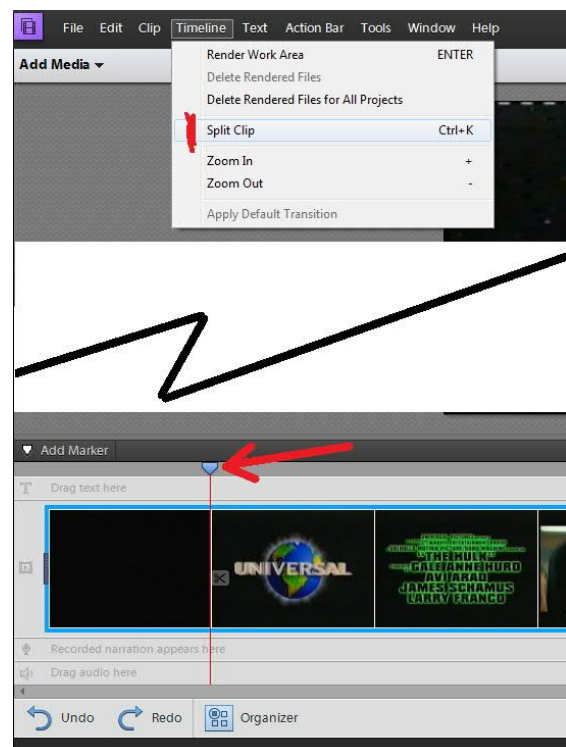 File Edit Clip Timeline Text Action Bar Tools Window Help
Add Media
Render Work Area ENTER
Delete Rendered Files
Delete Rendered Files for All Projects
Split Clip Ctrl+K
Zoom In +
Zoom Out -
Apply Default Transition
Add Marker
T Drag text here
UNIVERSAL
"THE HULK"
GALE ANNE HURD
AVI ARAD
JAMES SCHAMUS
LARRY FRANCO
Recorded narration appears here
Drag audio here
Undo Redo Organizer